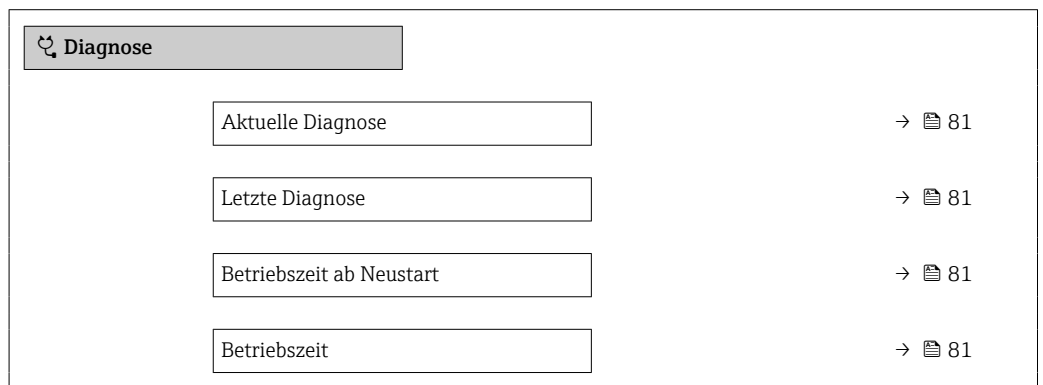 Diagnose
Aktuelle Diagnose → 81
Letzte Diagnose → 81
Betriebszeit ab Neustart → 81
Betriebszeit → 81